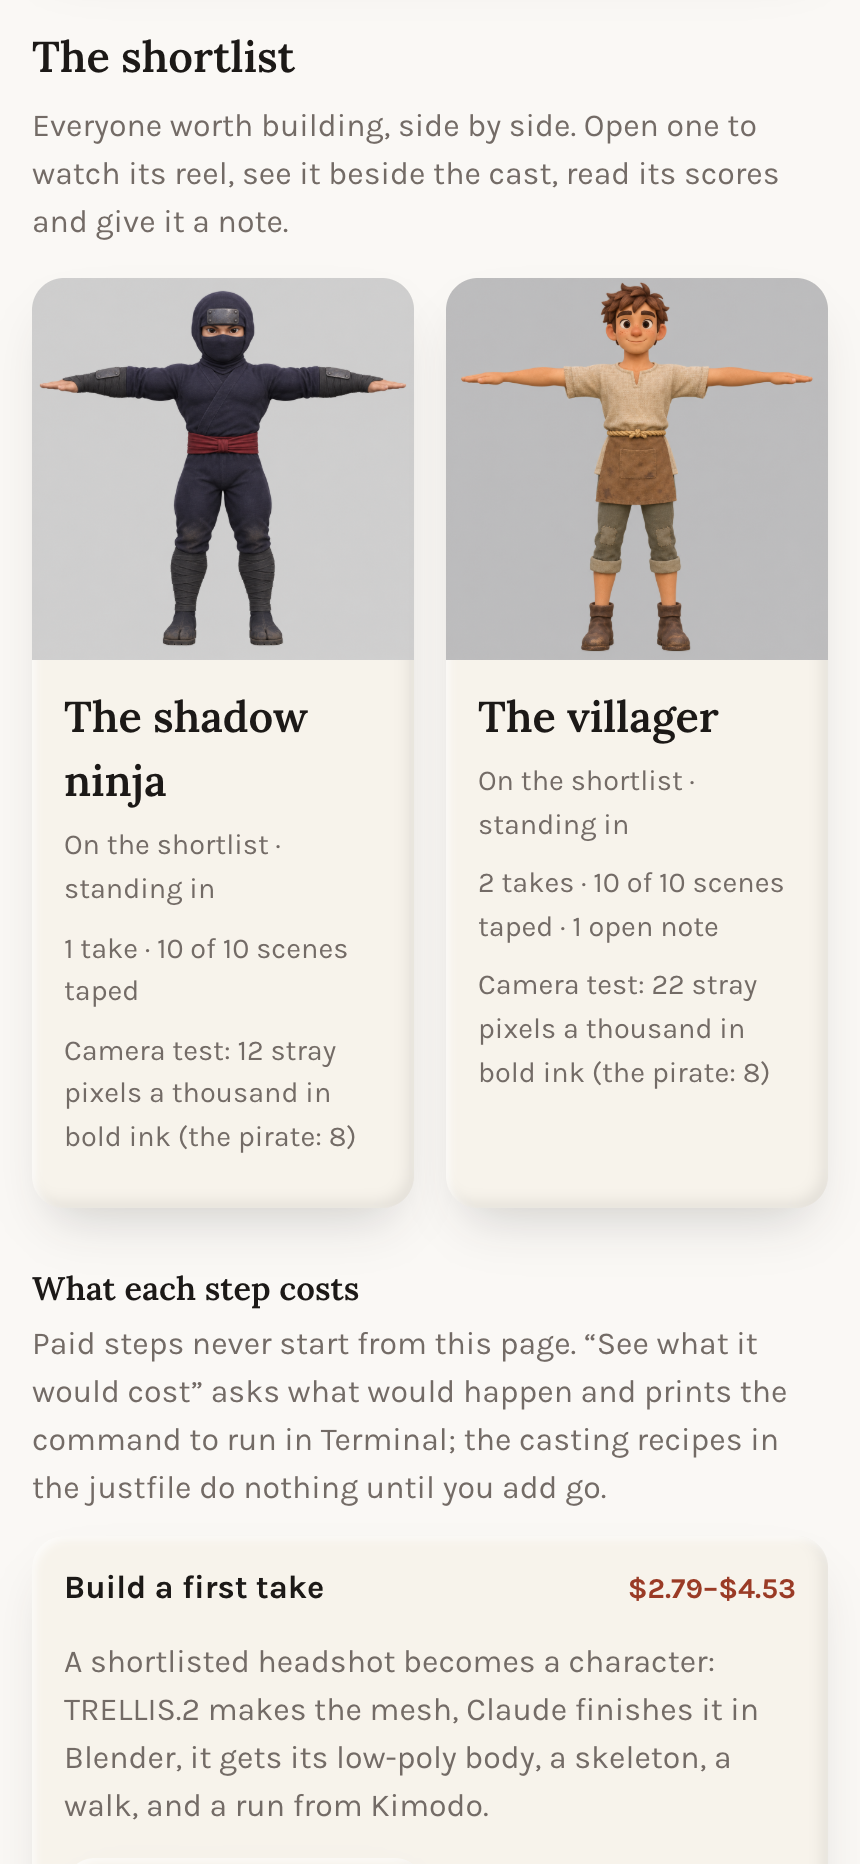 The shortlist
Everyone worth building, side by side. Open one to
watch its reel, see it beside the cast, read its scores
and give it a note.
The shadow
ninja
On the shortlist ·
standing in
1 take · 10 of 10 scenes
taped
Camera test: 12 stray
pixels a thousand in
bold ink (the pirate: 8)
The villager
On the shortlist ·
standing in
2 takes · 10 of 10 scenes
taped · 1 open note
Camera test: 22 stray
pixels a thousand in
bold ink (the pirate: 8)
What each step costs
Paid steps never start from this page. “See what it
would cost” asks what would happen and prints the
command to run in Terminal; the casting recipes in
the justfile do nothing until you add go.
Build a first take
$2.79–$4.53
A shortlisted headshot becomes a character:
TRELLIS.2 makes the mesh, Claude finishes it in
Blender, it gets its low-poly body, a skeleton, a
walk, and a run from Kimodo.